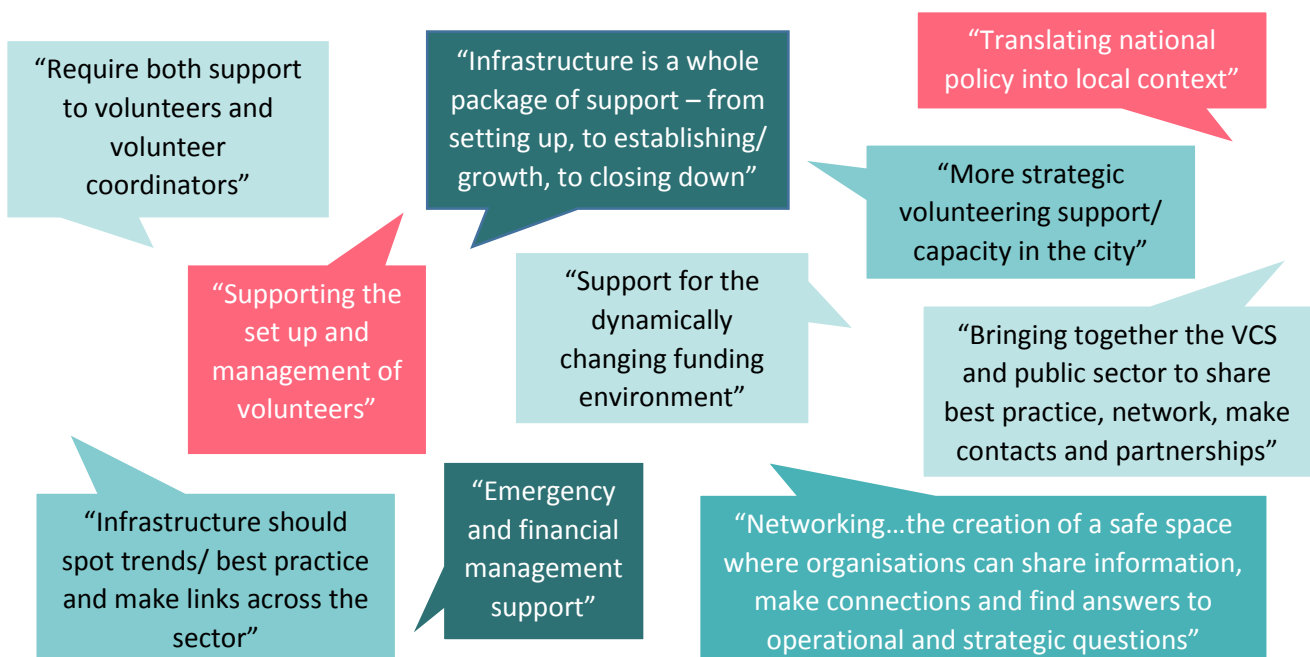 “Require both support
to volunteers and
volunteer
coordinators”
“Infrastructure is a whole
package of support – from
setting up, to establishing/
growth, to closing down”
“Translating national
policy into local context”
“More strategic
volunteering support/
capacity in the city”
“Supporting the
set up and
management of
volunteers”
“Support for the
dynamically
changing funding
environment”
“Bringing together the VCS
and public sector to share
best practice, network, make
contacts and partnerships”
“Infrastructure should
spot trends/ best practice
and make links across the
sector”
“Emergency
and financial
management
support”
“Networking...the creation of a safe space
where organisations can share information,
make connections and find answers to
operational and strategic questions”